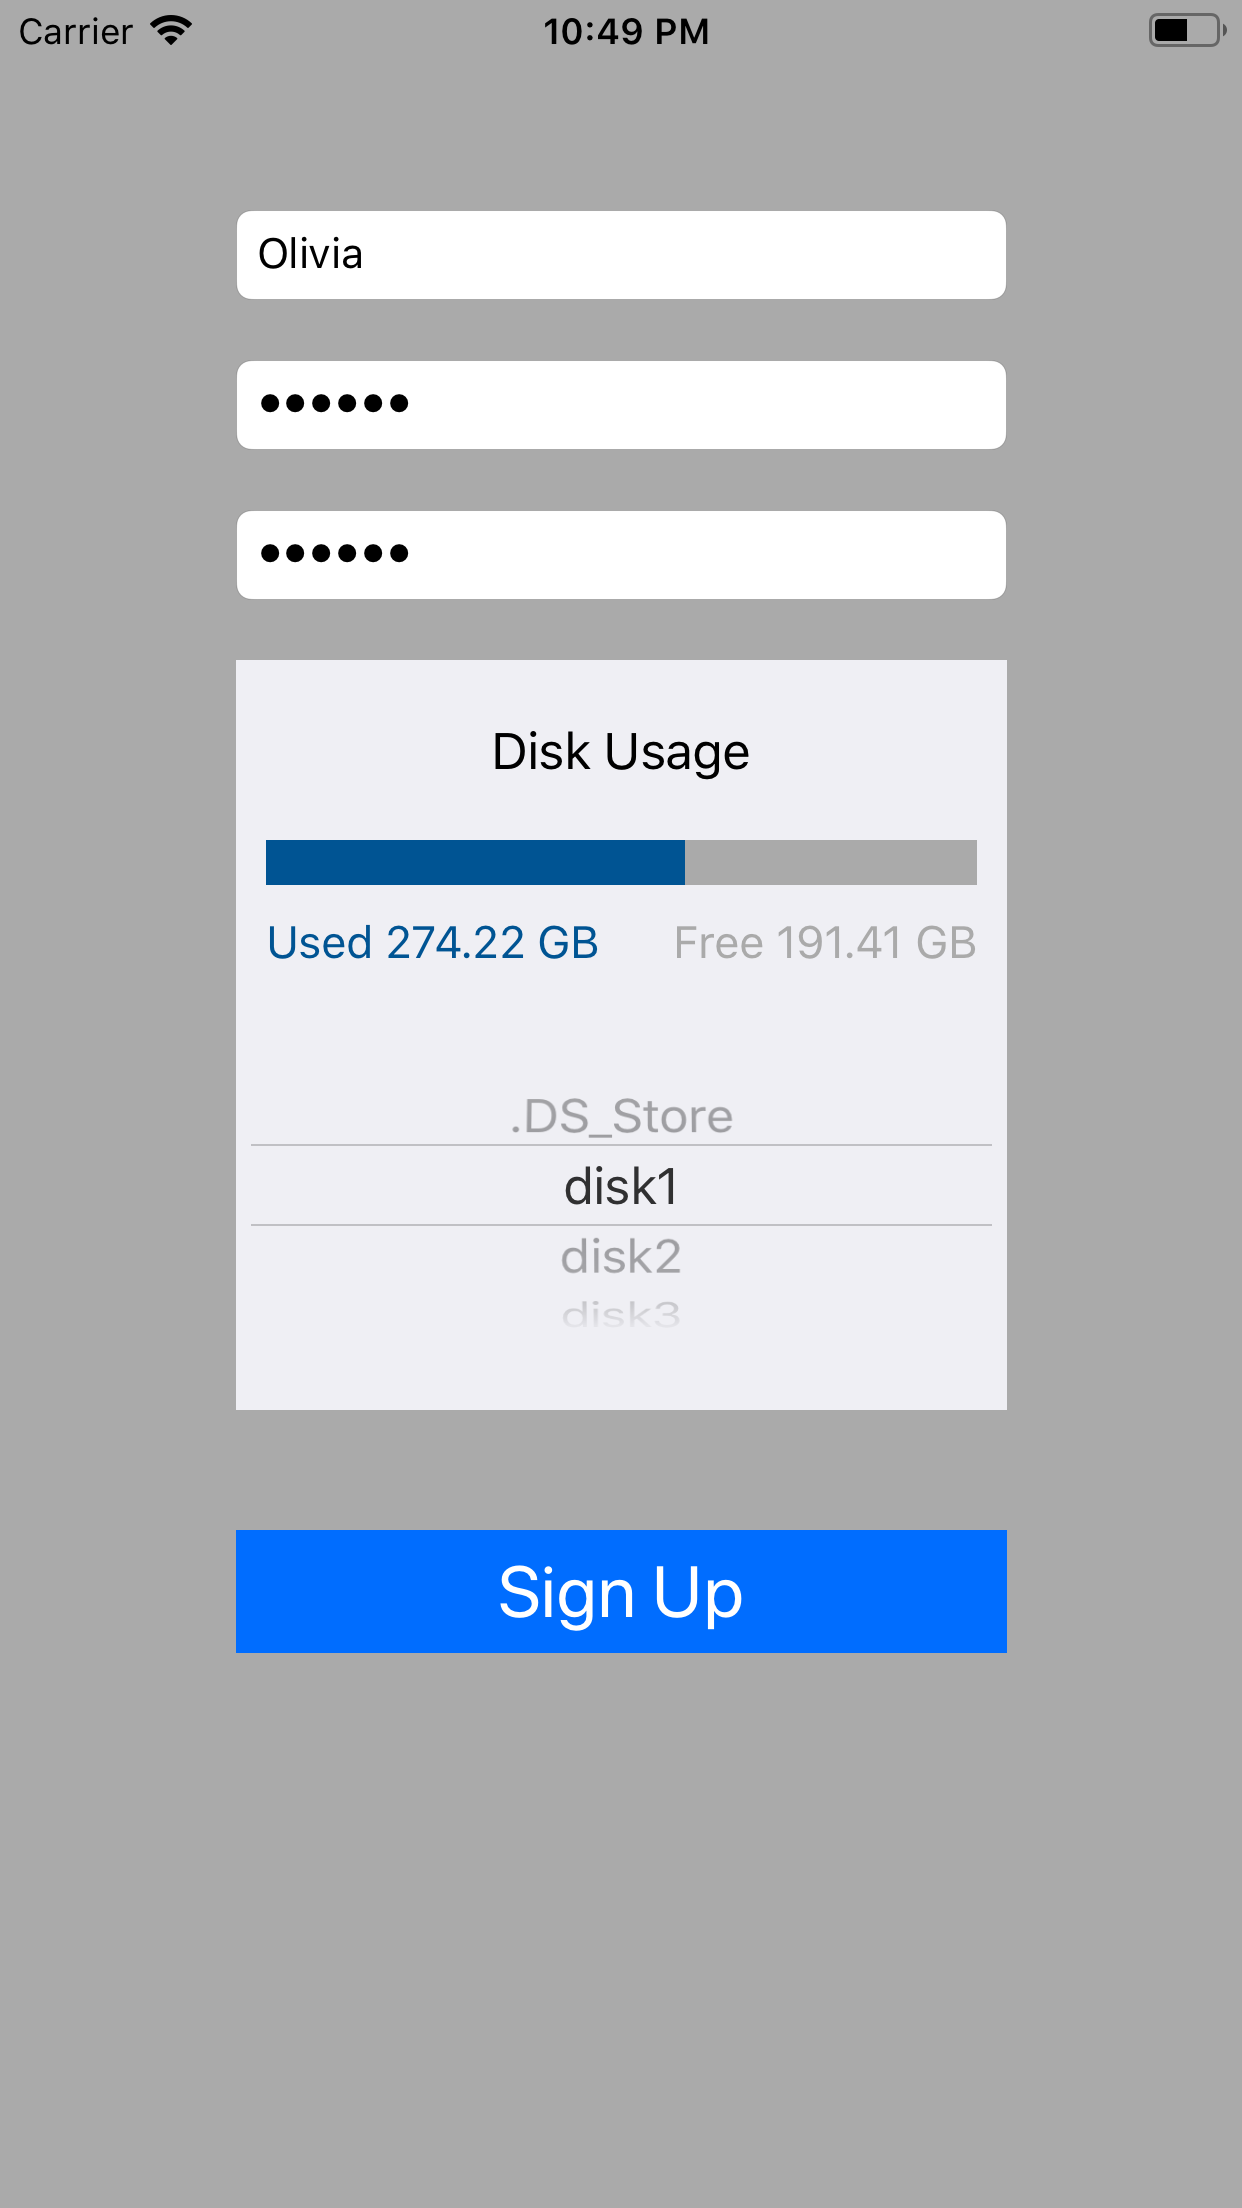 Carrier 10:49 PM
Olivia
••••••
••••••
Disk Usage
Used 274.22 GB Free 191.41 GB
.DS_Store
disk1
disk2
disk3
Sign Up